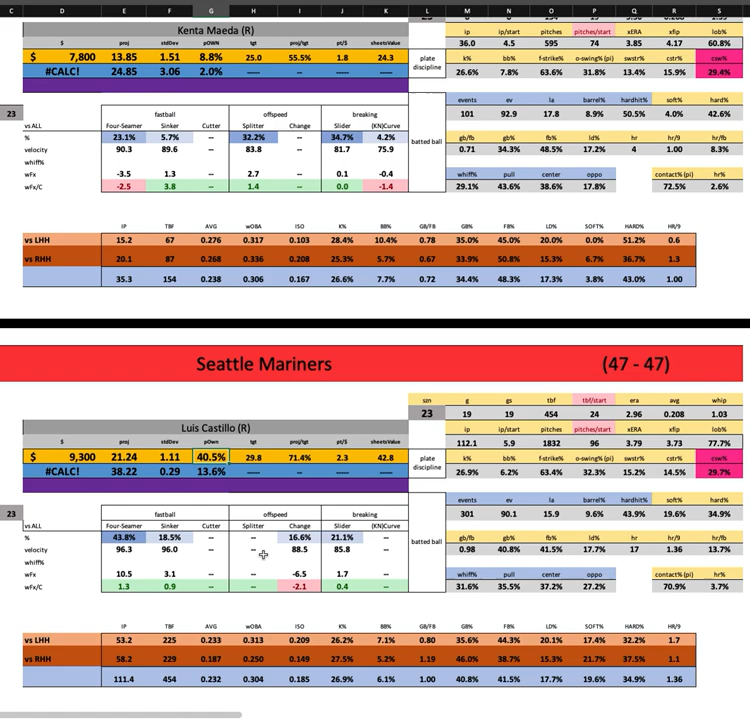 C D E F G H I J K L M N O P Q R S
Kenta Maeda (R)
ip ip/start pitches pitches/start xERA xfip lob%
36.0 4.5 595 74 3.85 4.17 60.8%
$ proj stdDev pOWN tgt proj/tgt pt/$ sheetsValue
$ 7,800 13.85 1.51 8.8% 25.0 55.5% 1.8 24.3
plate discipline
k% bb% f-strike% o-swing% (pi) swstr% cstr% csw%
#CALC! 24.85 3.06 2.0% ---- -- ---- ----
26.6% 7.8% 63.6% 31.8% 13.4% 15.9% 29.4%
events ev la barrel% hardhit% soft% hard%
101 92.9 17.8 8.9% 50.5% 4.0% 42.6%
23 fastball offspeed breaking
vs ALL Four-Seamer Sinker Cutter Splitter Change Slider (KN)Curve
% 23.1% 5.7% -- 32.2% -- 34.7% 4.2%
batted ball
gb/fb gb% fb% ld% hr hr/9 hr/fb
velocity 90.3 89.6 -- 83.8 -- 81.7 75.9
0.71 34.3% 48.5% 17.2% 4 1.00 8.3%
whiff%
wFx -3.5 1.3 2.7 0.1 -0.4
whiff% pull center oppo contact% (pi) hr%
wFx/C -2.5 3.8 -- 1.4 -- 0.0 -1.4
29.1% 43.6% 38.6% 17.8% 72.5% 2.6%
IP TBF AVG wOBA ISO K% BB% GB/FB GB% FB% LD% SOFT% HARD% HR/9
vs LHH 15.2 67 0.276 0.317 0.103 28.4% 10.4% 0.78 35.0% 45.0% 20.0% 0.0% 51.2% 0.6
vs RHH 20.1 87 0.268 0.336 0.208 25.3% 5.7% 0.67 33.9% 50.8% 15.3% 6.7% 36.7% 1.3
35.3 154 0.238 0.306 0.167 26.6% 7.7% 0.72 34.4% 48.3% 17.3% 3.8% 43.0% 1.00
Seattle Mariners (47 - 47)
szn g gs tbf tbf/start era avg whip
23 19 19 454 24 2.96 0.208 1.03
Luis Castillo (R)
ip ip/start pitches pitches/start xERA xfip lob%
112.1 5.9 1832 96 3.79 3.73 77.7%
$ proj stdDev pOwn tgt proj/tgt pt/$ sheetsValue
$ 9,300 21.24 1.11 40.5% 29.8 71.4% 2.3 42.8
plate discipline
k% bb% f-strike% o-swing% (pi) swstr% cstr% csw%
#CALC! 38.22 0.29 13.6% ---- -- ---- ----
26.9% 6.2% 63.4% 32.3% 15.2% 14.5% 29.7%
events ev la barrel% hardhit% soft% hard%
301 90.1 15.9 9.6% 43.9% 19.6% 34.9%
23 fastball offspeed breaking
vs ALL Four-Seamer Sinker Cutter Splitter Change Slider (KN)Curve
% 43.8% 18.5% -- -- 16.6% 21.1% --
batted ball
gb/fb gb% fb% ld% hr hr/9 hr/fb
velocity 96.3 96.0 -- -- 88.5 85.8 --
0.98 40.8% 41.5% 17.7% 17 1.36 13.7%
whiff%
wFx 10.5 3.1 -6.5 1.7
whiff% pull center oppo contact% (pi) hr%
wFx/C 1.3 0.9 -- -- -2.1 0.4 --
31.6% 35.5% 37.2% 27.2% 70.9% 3.7%
IP TBF AVG wOBA ISO K% BB% GB/FB GB% FB% LD% SOFT% HARD% HR/9
vs LHH 53.2 225 0.233 0.313 0.209 26.2% 7.1% 0.80 35.6% 44.3% 20.1% 17.4% 32.2% 1.7
vs RHH 58.2 229 0.187 0.250 0.149 27.5% 5.2% 1.19 46.0% 38.7% 15.3% 21.7% 37.5% 1.1
111.4 454 0.232 0.304 0.185 26.9% 6.1% 1.00 40.8% 41.5% 17.7% 19.6% 34.9% 1.36